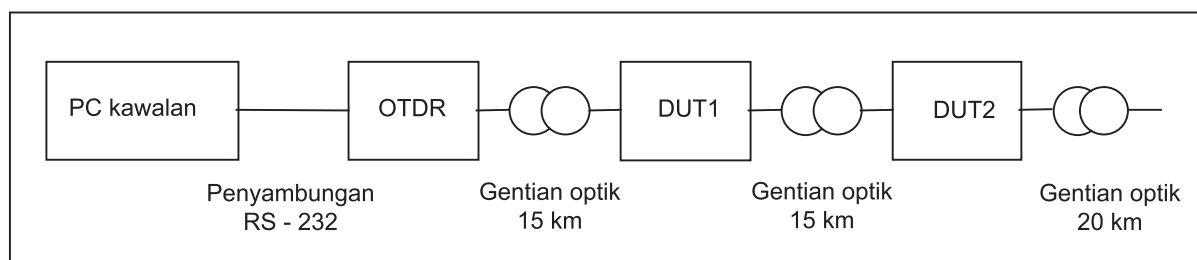 PC kawalan
OTDR
DUT1
DUT2
Penyambungan
RS - 232
Gentian optik
15 km
Gentian optik
15 km
Gentian optik
20 km